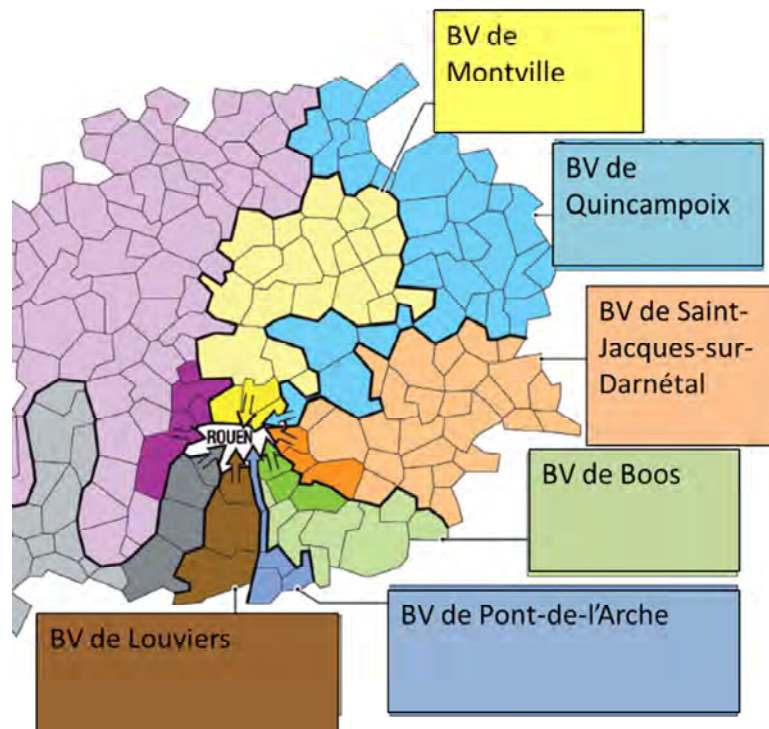 BV de
Montville
BV de
Quincampoix
BV de Saint-
Jacques-sur-
Darnétal
ROUEN
BV de Boos
BV de Pont-de-l’Arche
BV de Louviers